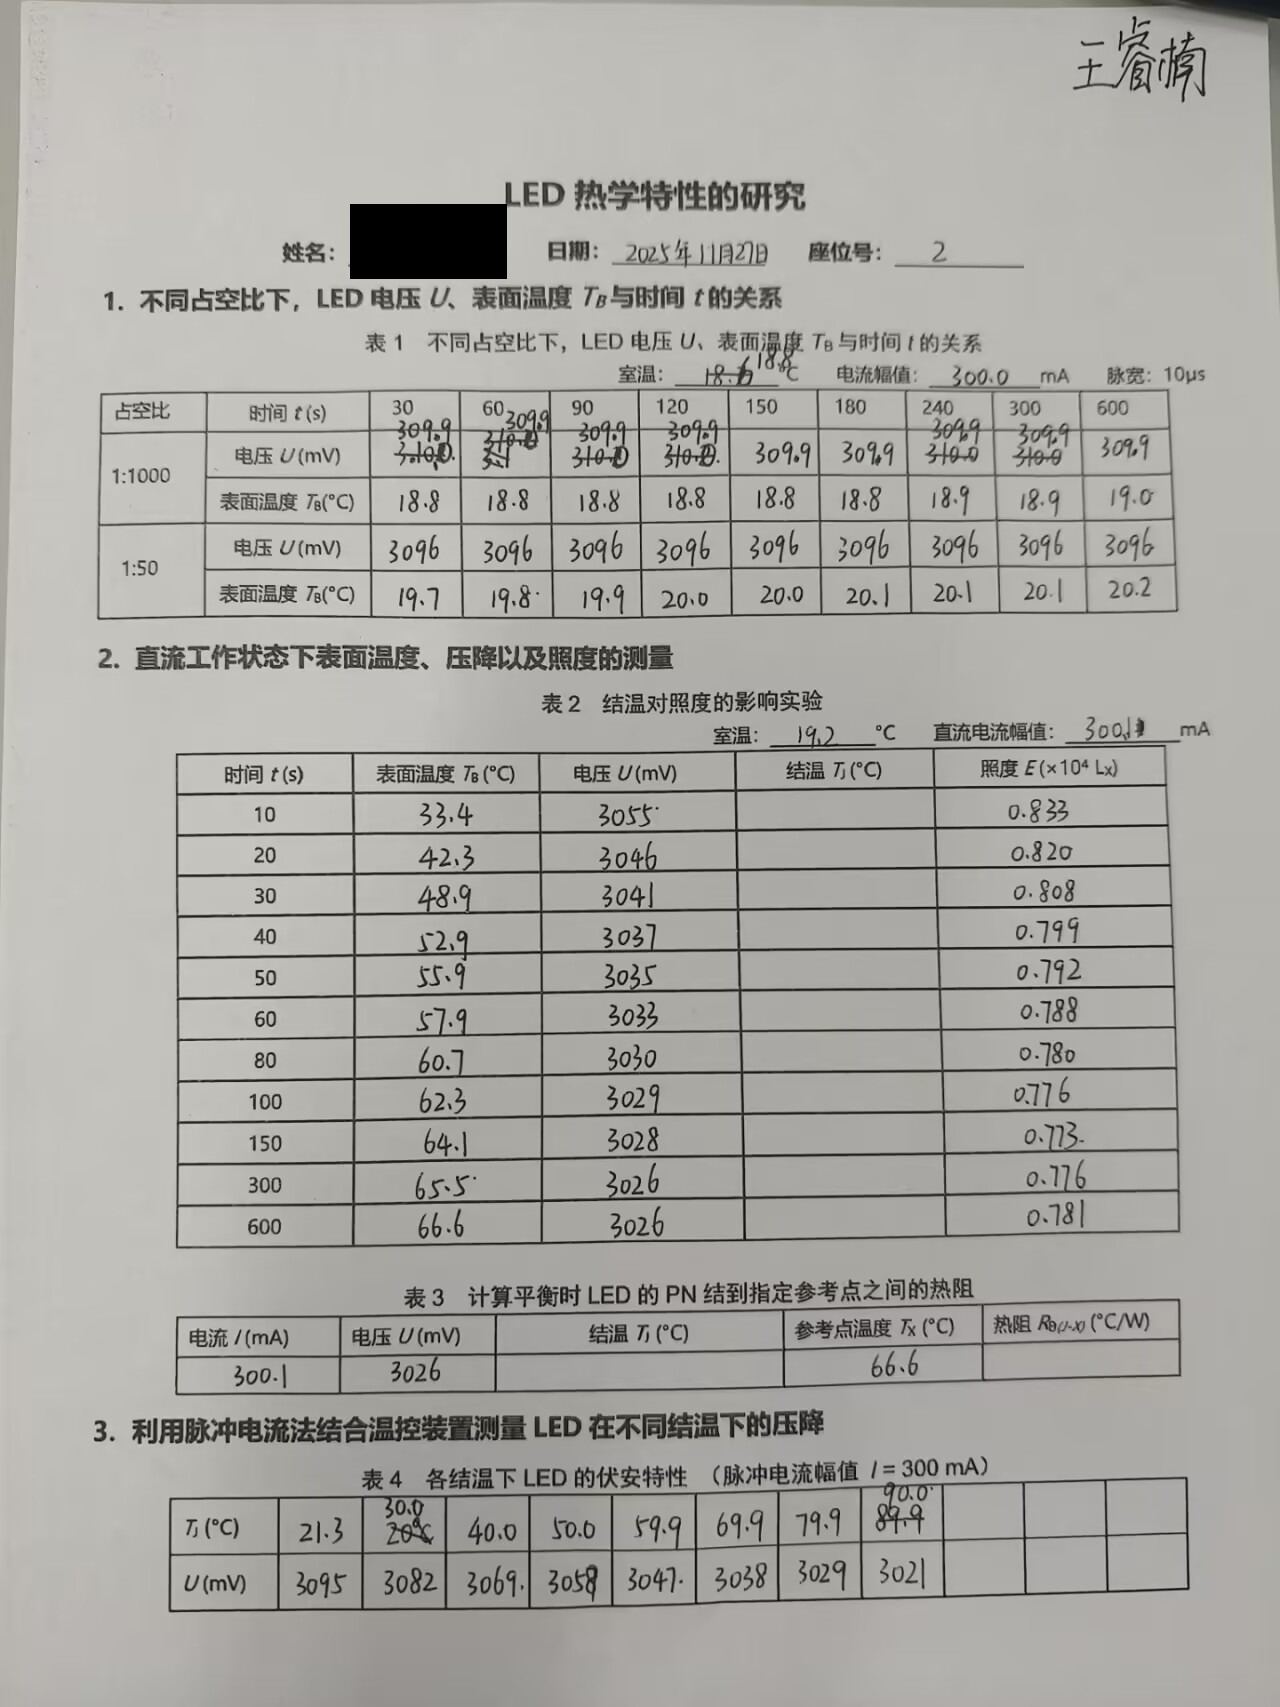 王睿楠
LED 热学特性的研究
姓名： 日期： 2025年11月27日 座位号： 2
1. 不同占空比下，LED 电压 U、表面温度 TB与时间 t 的关系
表 1 不同占空比下，LED 电压 U、表面温度 TB与时间 t 的关系
室温： 18.8 °C 电流幅值： 300.0 mA 脉宽：10μs
占空比 时间 t (s) 30 60 90 120 150 180 240 300 600
1:1000 电压 U (mV) 309.9 309.9 309.9 309.9 309.9 309.9 309.9 309.9 309.9
310.0 310.0 310.0 310.0 310.0
表面温度 TB(°C) 18.8 18.8 18.8 18.8 18.8 18.8 18.9 18.9 19.0
1:50 电压 U (mV) 3096 3096 3096 3096 3096 3096 3096 3096 3096
表面温度 TB(°C) 19.7 19.8 19.9 20.0 20.0 20.1 20.1 20.1 20.2
2. 直流工作状态下表面温度、压降以及照度的测量
表 2 结温对照度的影响实验
室温： 19.2 °C 直流电流幅值： 300.1 mA
时间 t (s) 表面温度 TB (°C) 电压 U (mV) 结温 TJ (°C) 照度 E (×10⁴ Lx)
10 33.4 3055 0.833
20 42.3 3046 0.820
30 48.9 3041 0.808
40 52.9 3037 0.799
50 55.9 3035 0.792
60 57.9 3033 0.788
80 60.7 3030 0.780
100 62.3 3029 0.776
150 64.1 3028 0.773
300 65.5 3026 0.776
600 66.6 3026 0.781
表 3 计算平衡时 LED 的 PN 结到指定参考点之间的热阻
电流 I (mA) 电压 U (mV) 结温 TJ (°C) 参考点温度 TX (°C) 热阻 Rθ(J-X) (°C/W)
300.1 3026 66.6
3. 利用脉冲电流法结合温控装置测量 LED 在不同结温下的压降
表 4 各结温下 LED 的伏安特性 （脉冲电流幅值 I = 300 mA）
TJ (°C) 21.3 30.0 40.0 50.0 59.9 69.9 79.9 90.0
89.9
U (mV) 3095 3082 3069 3058 3047 3038 3029 3021